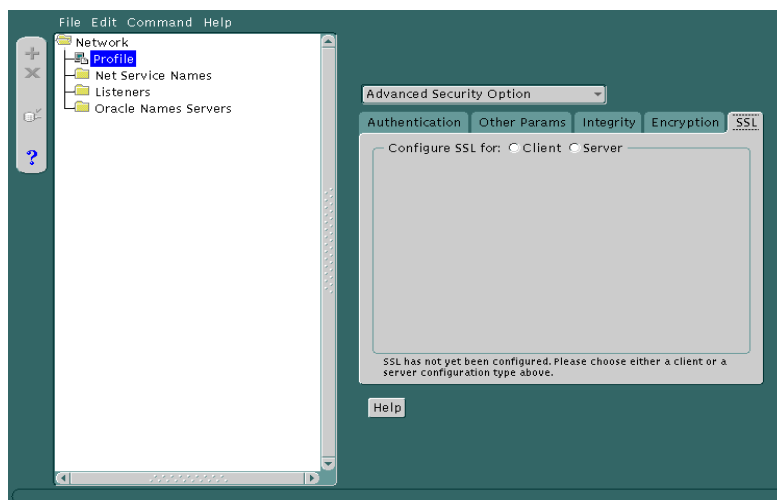 File Edit Command Help
Network
Profile
Net Service Names
Listeners
Oracle Names Servers
?
Advanced Security Option
Authentication Other Params Integrity Encryption SSL
Configure SSL for: Client Server
SSL has not yet been configured. Please choose either a client or a
server configuration type above.
Help